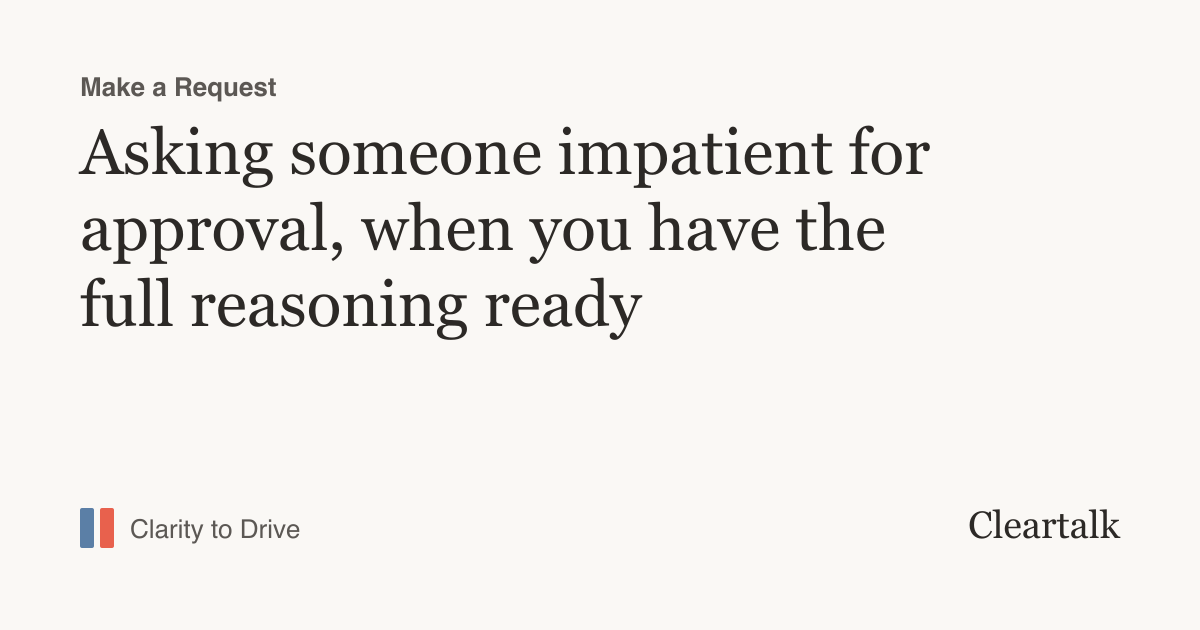 Make a Request
Asking someone impatient for
approval, when you have the
full reasoning ready
Clarity to Drive
Cleartalk